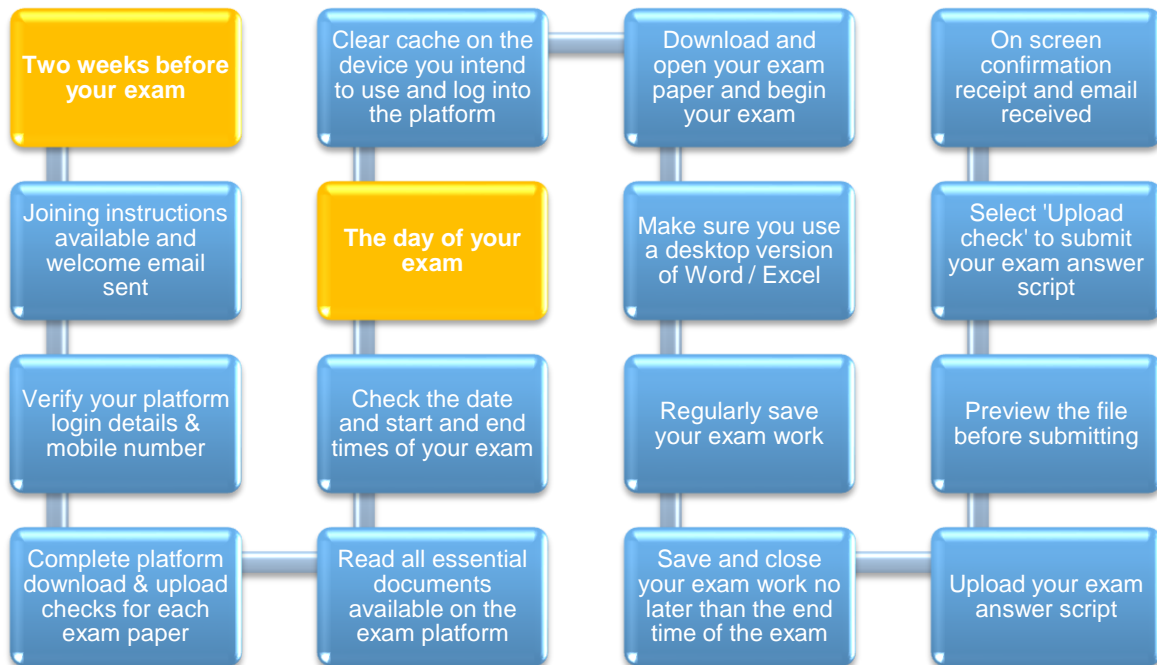 Two weeks before
your exam
Joining instructions
available and
welcome email
sent
Verify your platform
login details &
mobile number
Complete platform
download & upload
checks for each
exam paper
Read all essential
documents
available on the
exam platform
Check the date
and start and end
times of your exam
The day of your
exam
Clear cache on the
device you intend
to use and log into
the platform
Download and
open your exam
paper and begin
your exam
Make sure you use
a desktop version
of Word / Excel
Regularly save
your exam work
Save and close
your exam work no
later than the end
time of the exam
Upload your exam
answer script
Preview the file
before submitting
Select 'Upload
check' to submit
your exam answer
script
On screen
confirmation
receipt and email
received